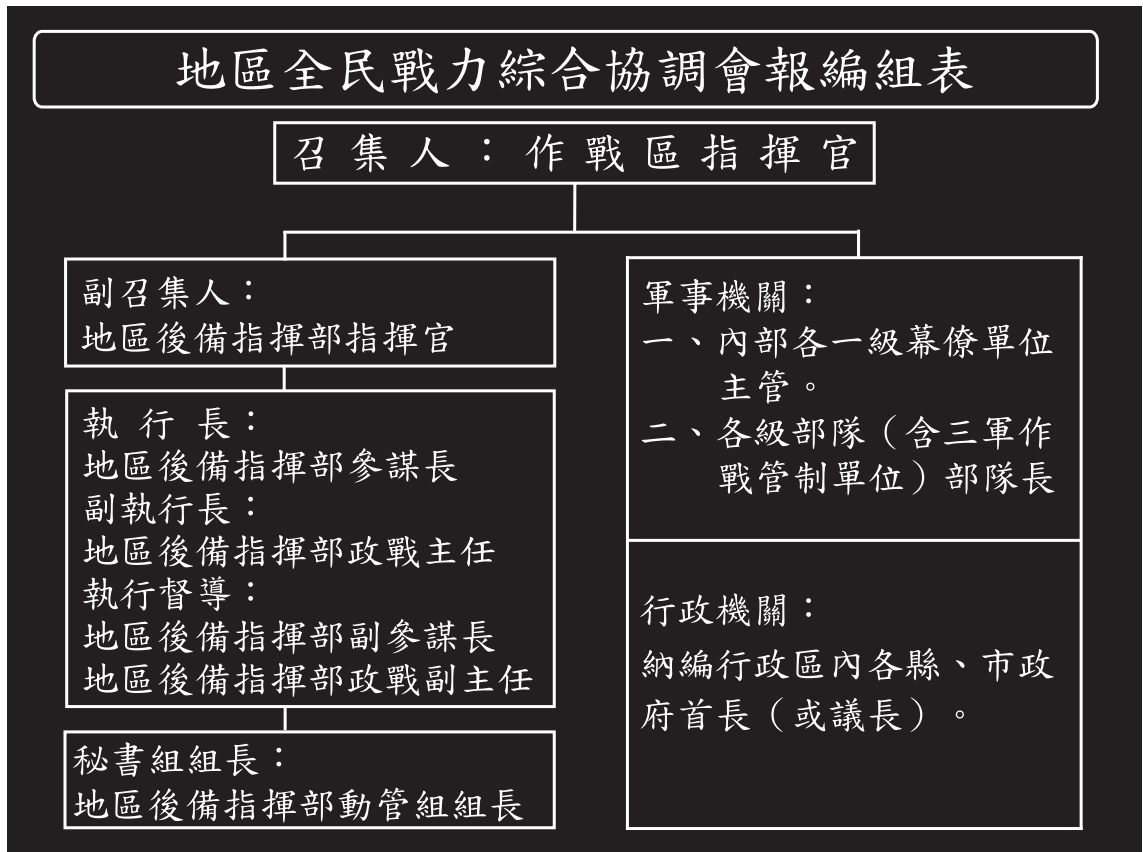 地區全民戰力綜合協調會報編組表
召集人：作戰區指揮官
副召集人：
地區後備指揮部指揮官
執行長：
地區後備指揮部參謀長
副執行長：
地區後備指揮部政戰主任
執行督導：
地區後備指揮部副參謀長
地區後備指揮部政戰副主任
秘書組組長：
地區後備指揮部動管組組長
軍事機關：
一、內部各一級幕僚單位
主管。
二、各級部隊（含三軍作
戰管制單位）部隊長
行政機關：
納編行政區內各縣、市政
府首長（或議長）。